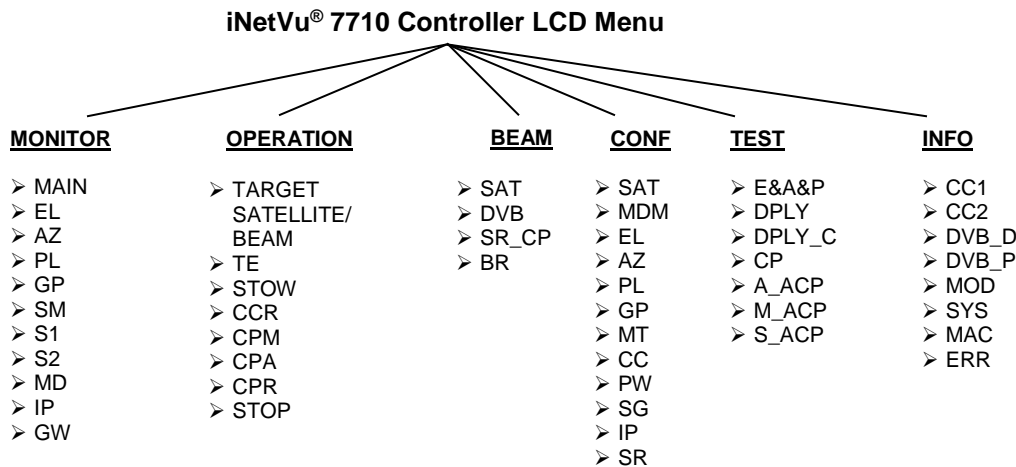 iNetVu® 7710 Controller LCD Menu
MONITOR
➢ MAIN
➢ EL
➢ AZ
➢ PL
➢ GP
➢ SM
➢ S1
➢ S2
➢ MD
➢ IP
➢ GW
OPERATION
➢ TARGET
SATELLITE/
BEAM
➢ TE
➢ STOW
➢ CCR
➢ CPM
➢ CPA
➢ CPR
➢ STOP
BEAM
➢ SAT
➢ DVB
➢ SR_CP
➢ BR
CONF
➢ SAT
➢ MDM
➢ EL
➢ AZ
➢ PL
➢ GP
➢ MT
➢ CC
➢ PW
➢ SG
➢ IP
➢ SR
TEST
➢ E&A&P
➢ DPLY
➢ DPLY_C
➢ CP
➢ A_ACP
➢ M_ACP
➢ S_ACP
INFO
➢ CC1
➢ CC2
➢ DVB_D
➢ DVB_P
➢ MOD
➢ SYS
➢ MAC
➢ ERR